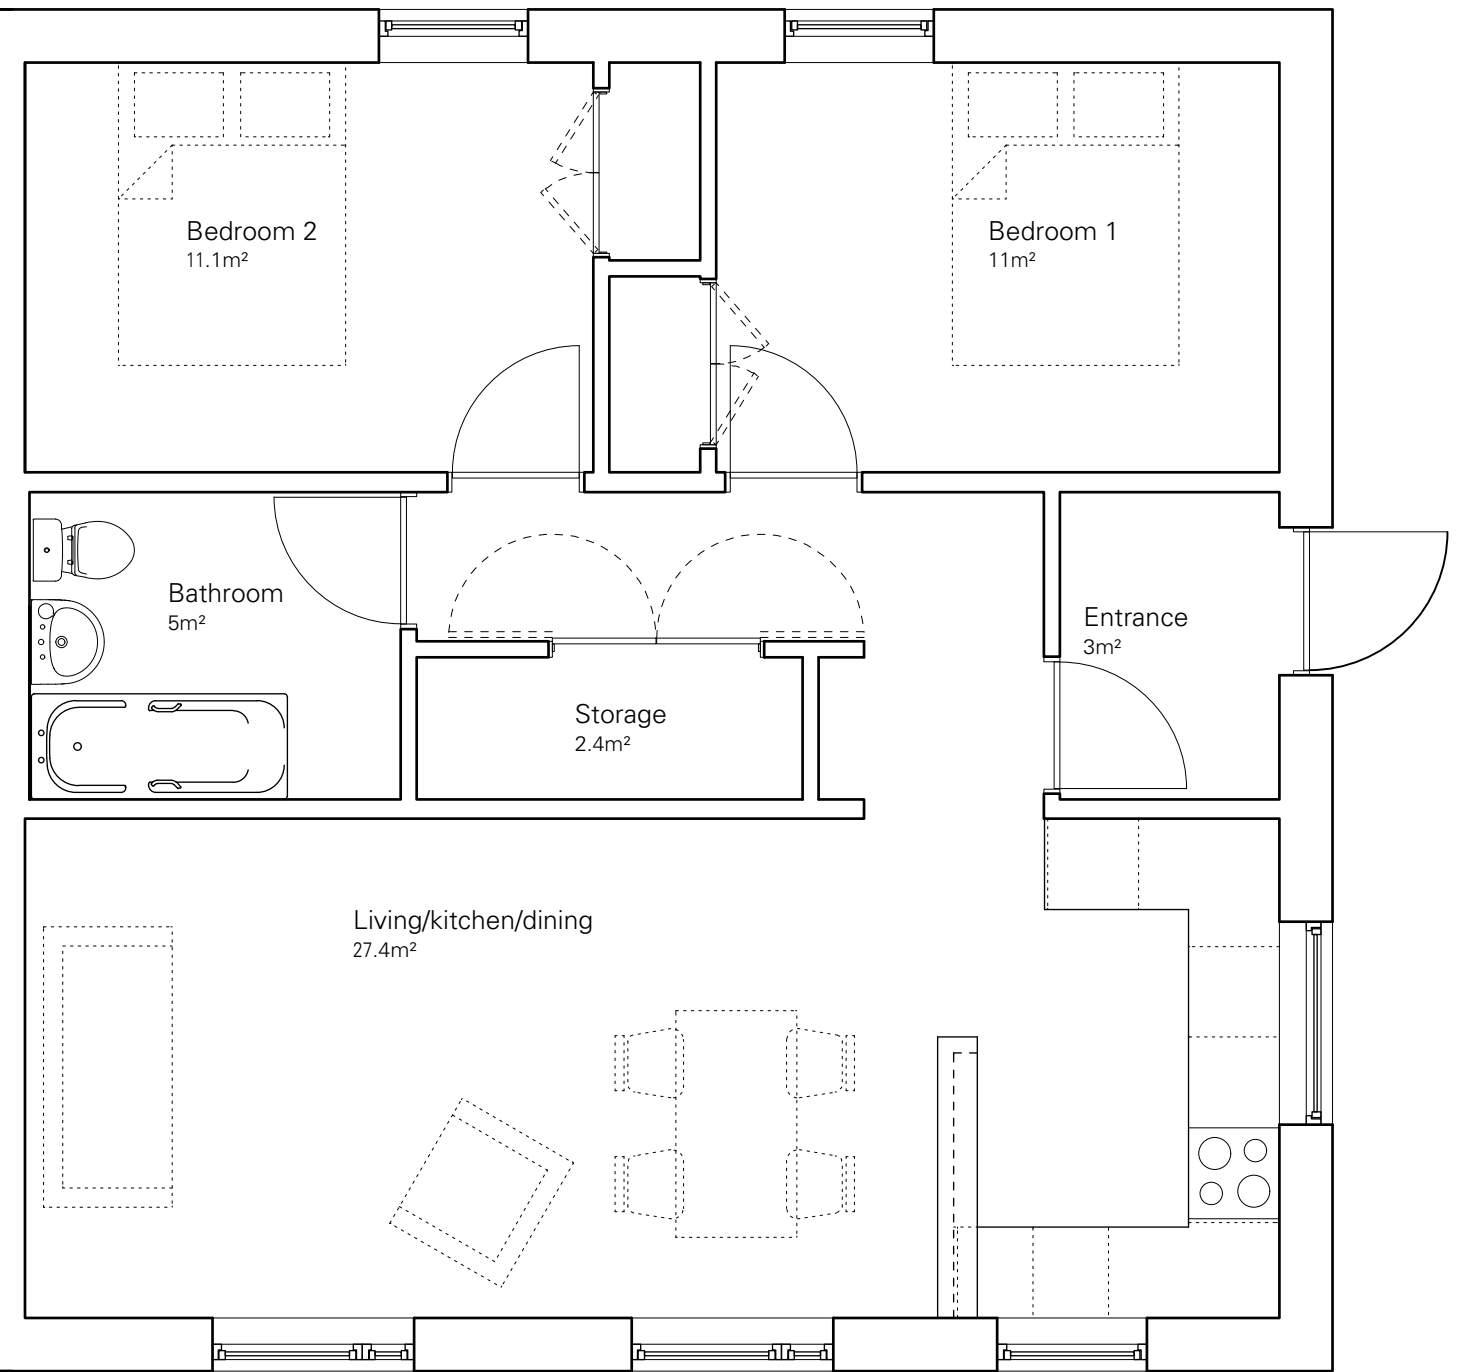 Bedroom 2
11.1m²
Bedroom 1
11m²
Bathroom
5m²
Entrance
3m²
Storage
2.4m²
Living/kitchen/dining
27.4m²